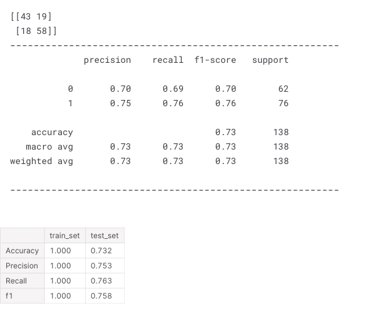 [[43 19]
[18 58]]
--------------------------------------------------------
precision recall f1-score support
0 0.70 0.69 0.70 62
1 0.75 0.76 0.76 76
accuracy 0.73 138
macro avg 0.73 0.73 0.73 138
weighted avg 0.73 0.73 0.73 138
--------------------------------------------------------
train_set test_set
Accuracy 1.000 0.732
Precision 1.000 0.753
Recall 1.000 0.763
f1 1.000 0.758